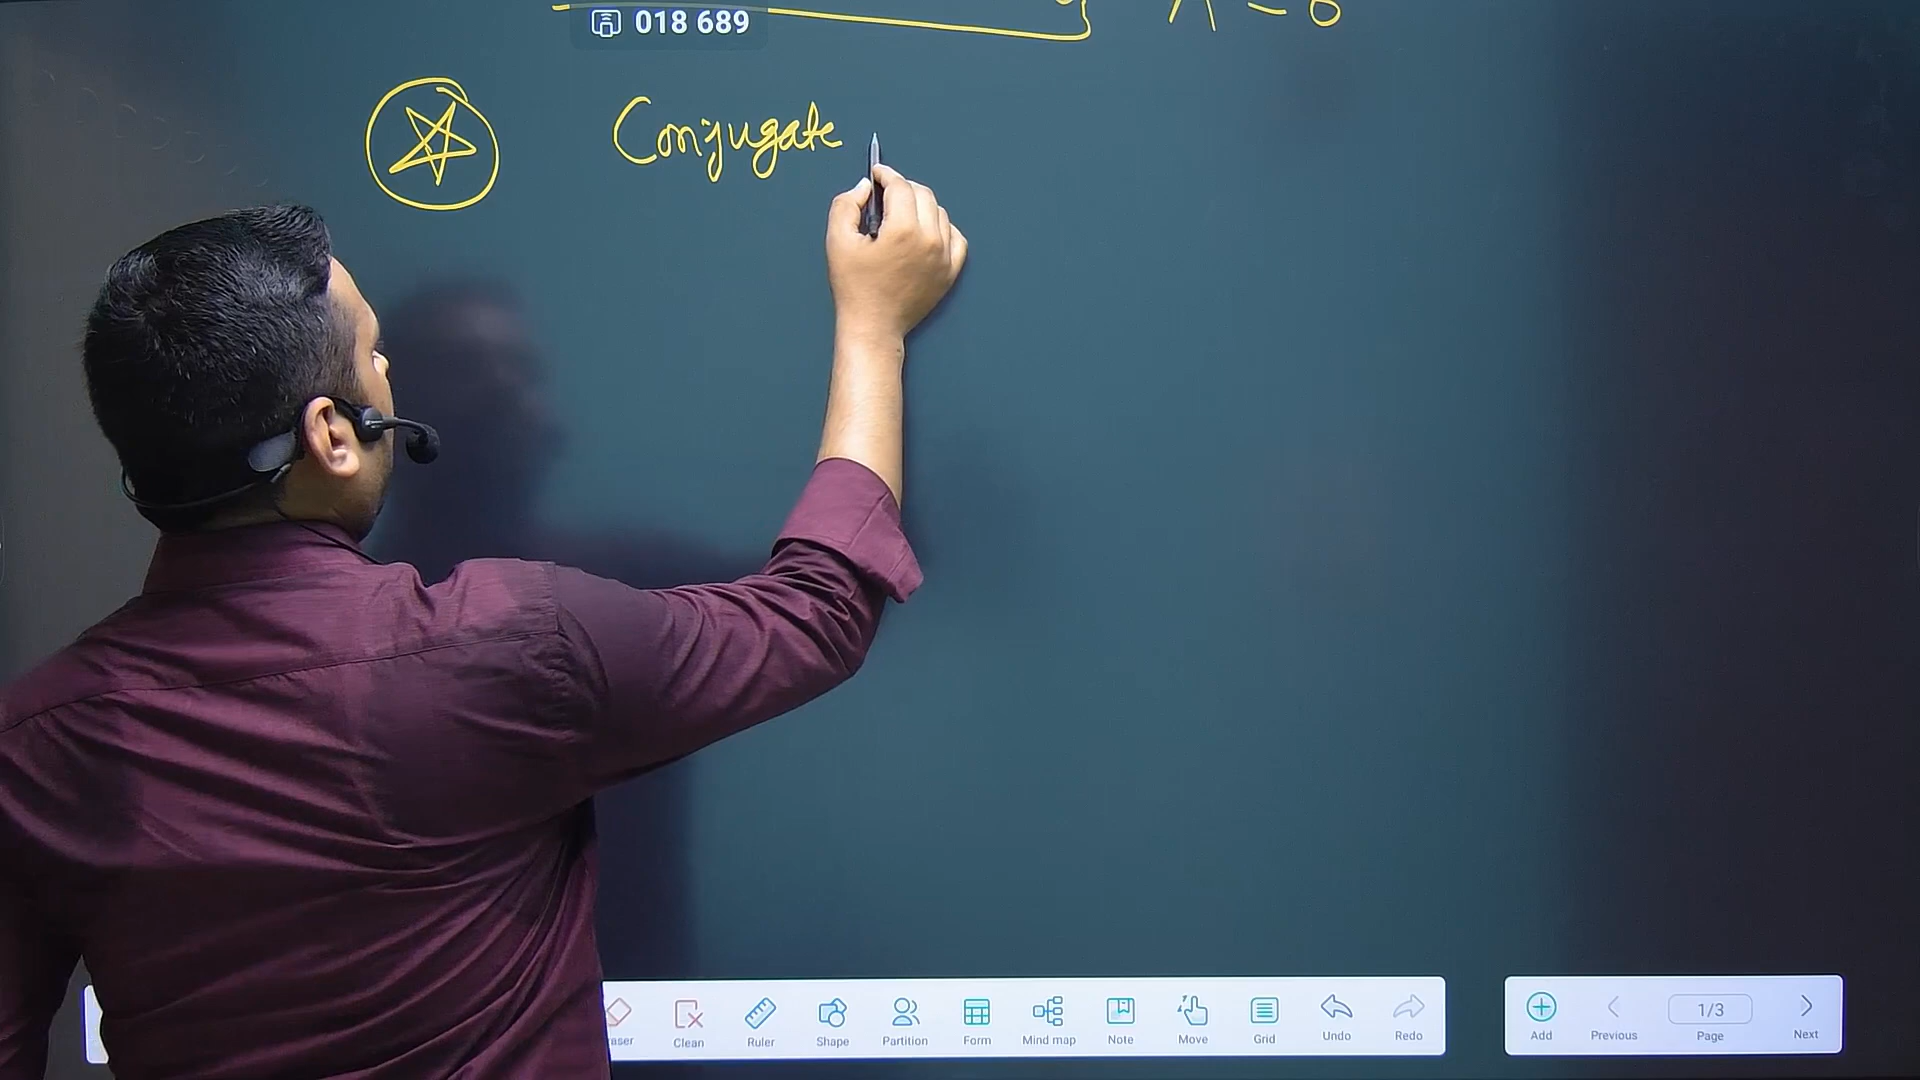 018 689
Conjugate
Clean Ruler Shape Partition Form Mind map Note Move Grid Undo Redo
Add Previous 1/3 Page Next